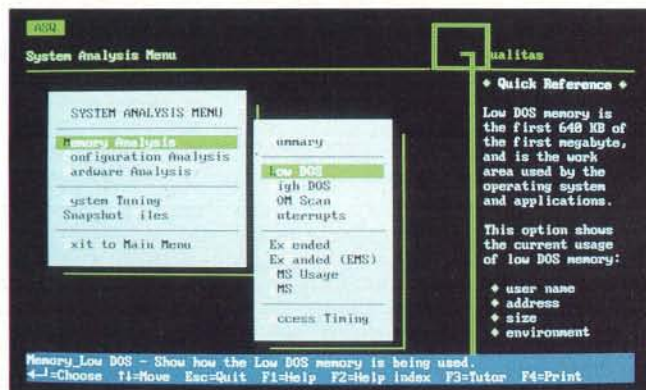 ASQ
System Analysis Menu
ualitas
SYSTEM ANALYSIS MENU
Memory Analysis
onfiguration Analysis
ardware Analysis
ystem Tuning
Snapshot iles
xit to Main Menu
ummary
Low DOS
igh DOS
OM Scan
nterrupts
Ex ended
Ex anded (EMS)
MS Usage
MS
ccess Timing
◆ Quick Reference ◆
Low DOS memory is
the first 640 KB of
the first megabyte,
and is the work
area used by the
operating system
and applications.
This option shows
the current usage
of low DOS memory:
◆ user name
◆ address
◆ size
◆ environment
Memory_Low DOS - Show how the Low DOS memory is being used.
←┘=Choose ↑↓=Move Esc=Quit F1=Help F2=Help Index F3=Tutor F4=Print